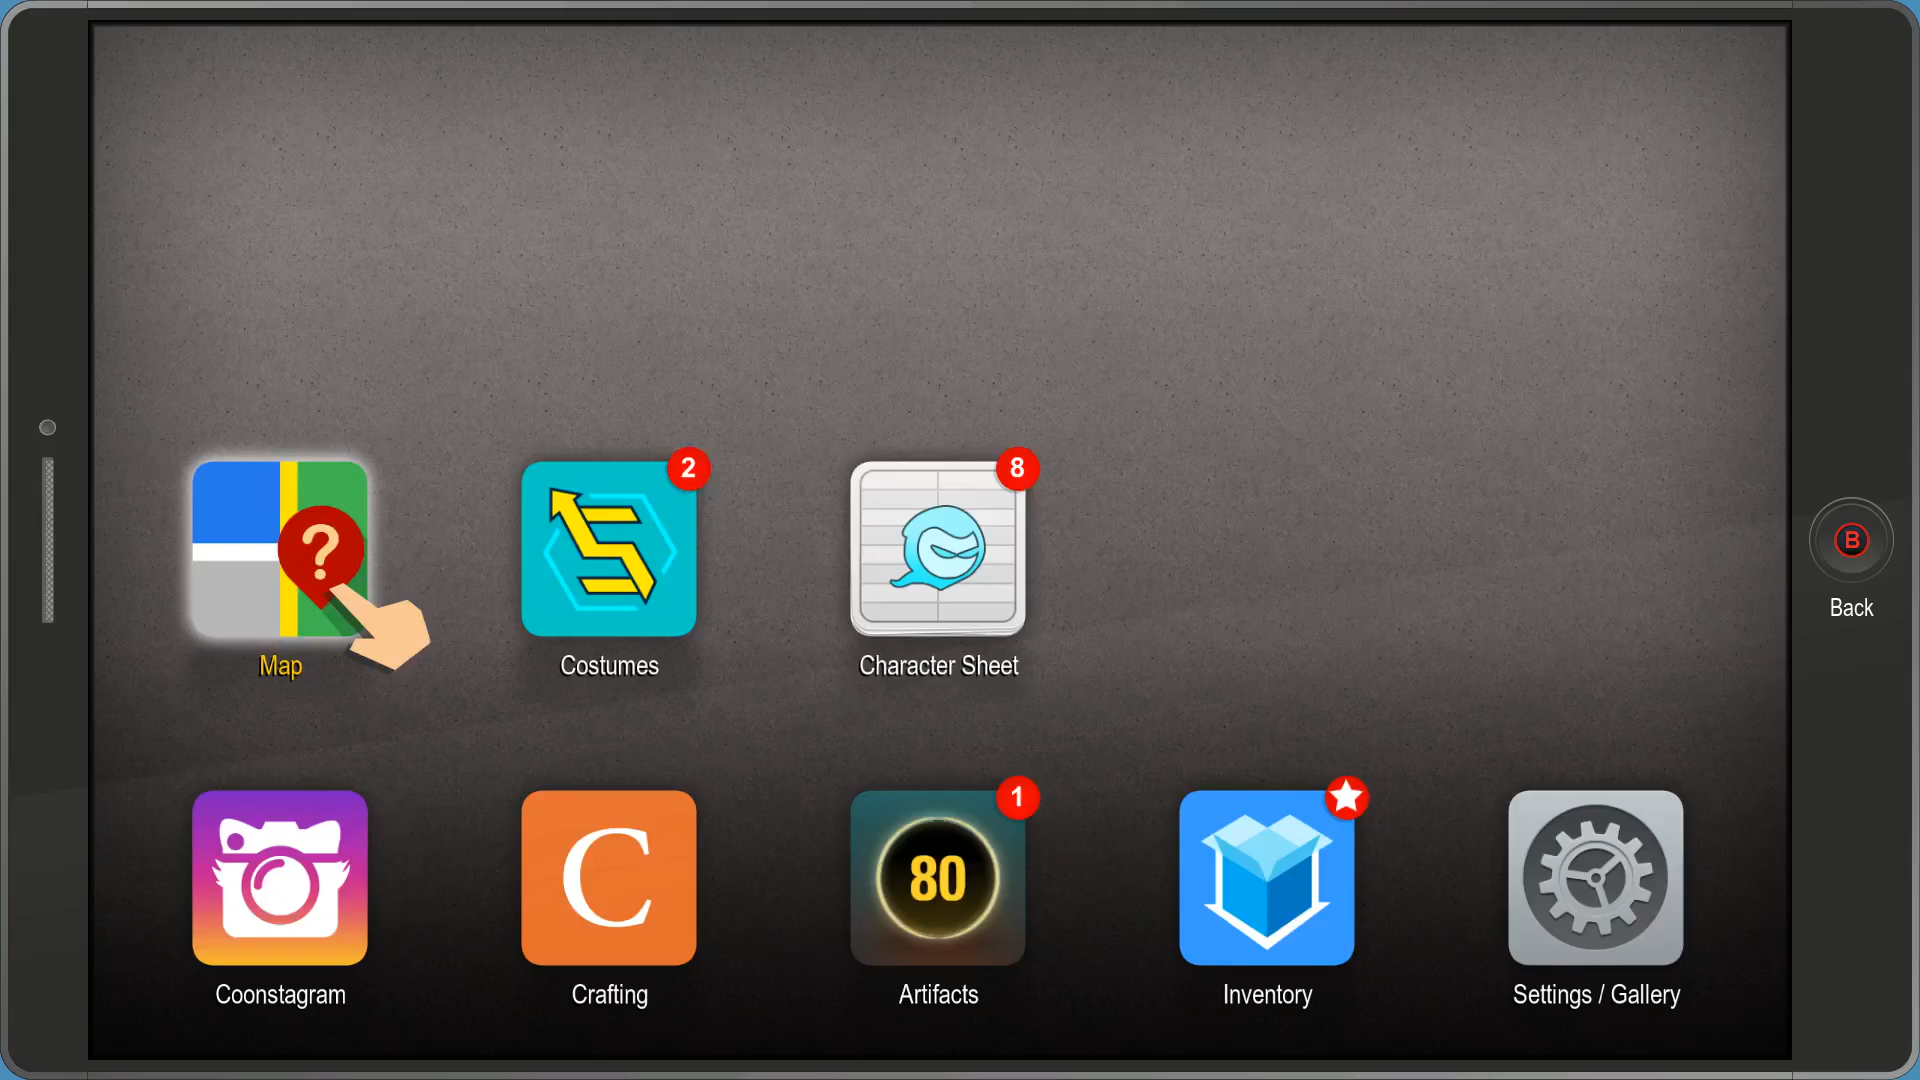 2
8
?
Map
Costumes
Character Sheet
B
Back
1
C
80
Coonstagram
Crafting
Artifacts
Inventory
Settings / Gallery